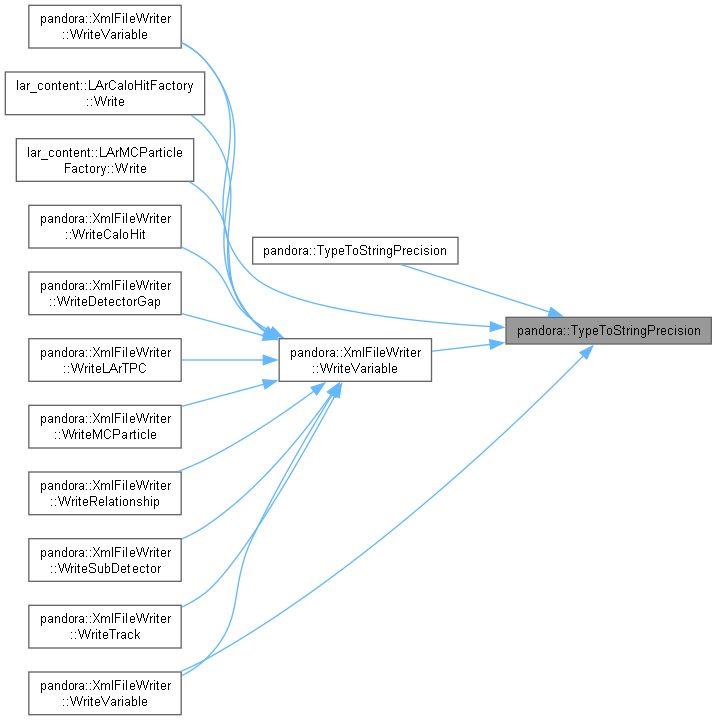 pandora::XmlFileWriter
::WriteVariable
lar_content::LArCaloHitFactory
::Write
lar_content::LArMCParticle
Factory::Write
pandora::XmlFileWriter
::WriteCaloHit
pandora::XmlFileWriter
::WriteDetectorGap
pandora::XmlFileWriter
::WriteLArTPC
pandora::XmlFileWriter
::WriteMCParticle
pandora::XmlFileWriter
::WriteRelationship
pandora::XmlFileWriter
::WriteSubDetector
pandora::XmlFileWriter
::WriteTrack
pandora::XmlFileWriter
::WriteVariable
pandora::TypeToStringPrecision
pandora::XmlFileWriter
::WriteVariable
pandora::TypeToStringPrecision